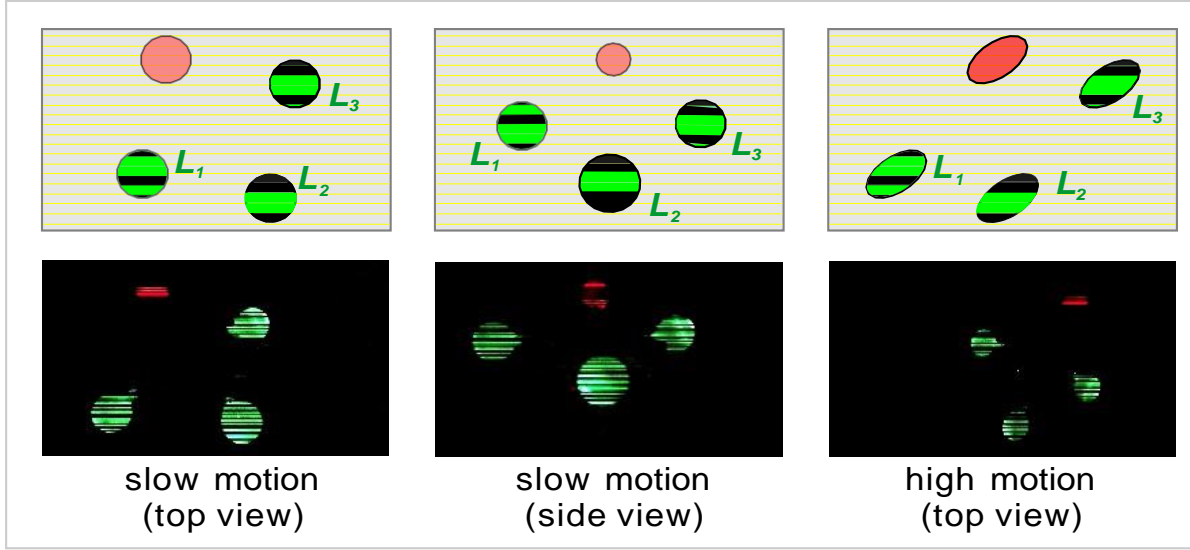 L3
L1
L2
L1
L3
L2
L3
L1
L2
slow motion
(top view)
slow motion
(side view)
high motion
(top view)